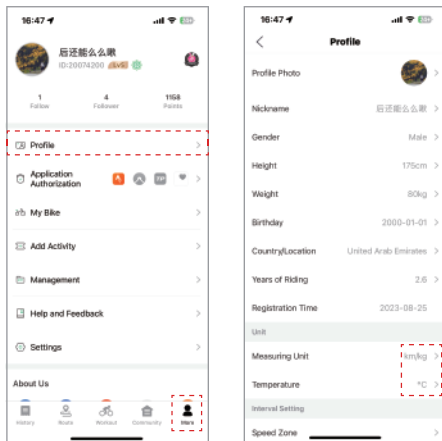 16:47
后还能么么啾
ID:20074200
1
4
1158
Follow
Follower
Points
Profile
Application
Authorization
My Bike
Add Activity
Management
Help and Feedback
Settings
About Us
History
Route
Workout
Community
Mine
16:47
Profile
Profile Photo
Nickname
后还能么么啾
Gender
Male
Height
175cm
Weight
80kg
Birthday
2000-01-01
Country/Location
United Arab Emirates
Years of Riding
2.6
Registration Time
2023-08-25
Unit
Measuring Unit
km/kg
Temperature
°C
Interval Setting
Speed Zone